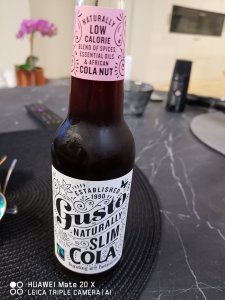 NATURALLY
LOW
CALORIE
BLEND OF SPICES,
ESSENTIAL OILS
& AFRICAN
COLA NUT
ESTABLISHED
1990
Gusto
NATURALLY
SLIM
COLA
HUAWEI Mate 20 X
LEICA TRIPLE CAMERA | AI